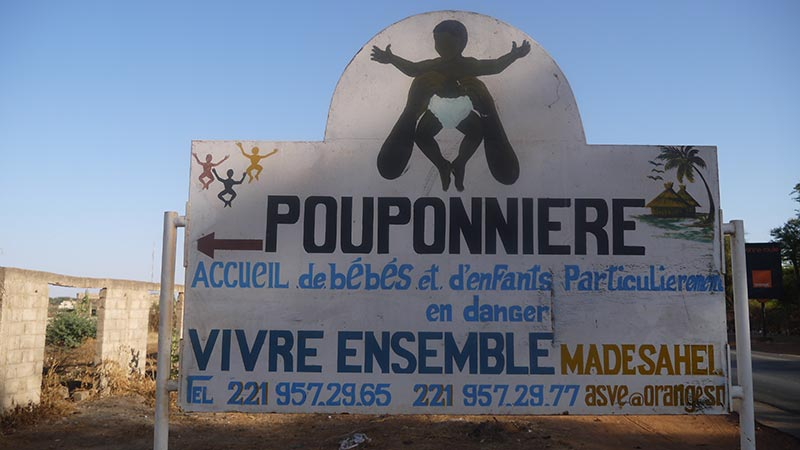 POUPONNIERE
ACCUEIL de bébés et d'enfants Particulièrement
en danger
VIVRE ENSEMBLE MADESAHEL
TEL 221 957.29.65 221 957.29.77 asve@orange.sn